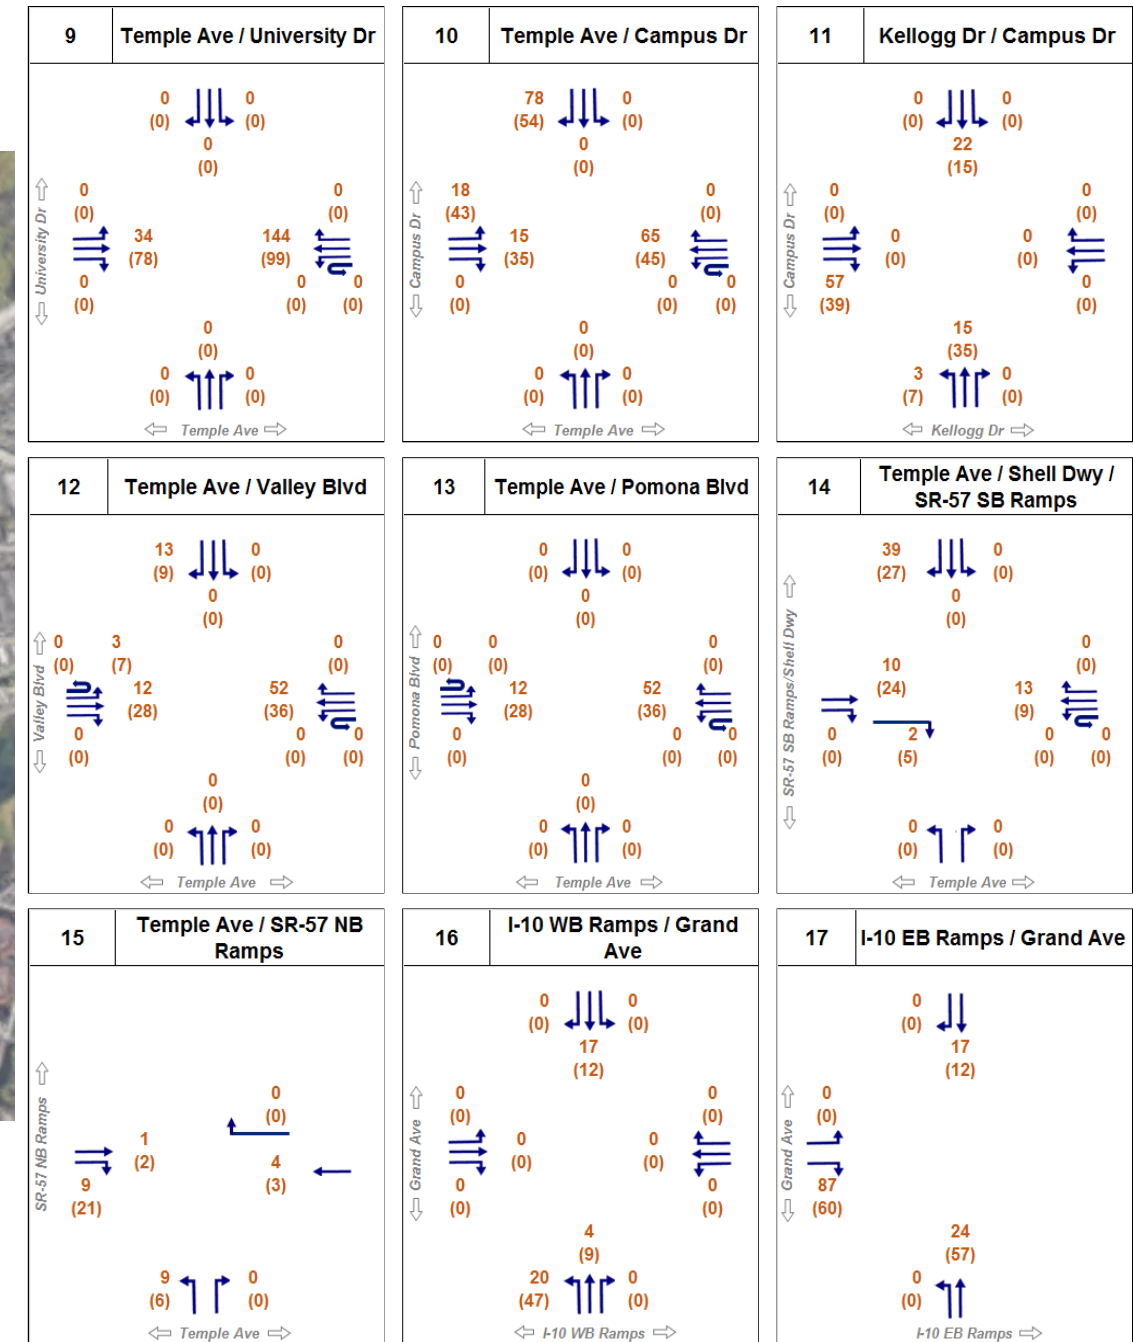 9 Temple Ave / University Dr
0 0
(0) (0)
0
(0)
0 0
(0) (0)
34 144
(78) (99)
0 0 0
(0) (0) (0)
0
(0)
0 0
(0) (0)
University Dr
Temple Ave
10 Temple Ave / Campus Dr
78 0
(54) (0)
0
(0)
18 0
(43) (0)
15 65
(35) (45)
0 0 0
(0) (0) (0)
0
(0)
0 0
(0) (0)
Campus Dr
Temple Ave
11 Kellogg Dr / Campus Dr
0 0
(0) (0)
22
(15)
0 0
(0) (0)
0 0
(0) (0)
57 0
(39) (0)
15
(35)
3 0
(7) (0)
Campus Dr
Kellogg Dr
12 Temple Ave / Valley Blvd
13 0
(9) (0)
0
(0)
0 3 0
(0) (7) (0)
12 52
(28) (36)
0 0 0
(0) (0) (0)
0
(0)
0 0
(0) (0)
Valley Blvd
Temple Ave
13 Temple Ave / Pomona Blvd
0 0
(0) (0)
0
(0)
0 0 0
(0) (0) (0)
12 52
(28) (36)
0 0 0
(0) (0) (0)
0
(0)
0 0
(0) (0)
Pomona Blvd
Temple Ave
14 Temple Ave / Shell Dwy /
SR-57 SB Ramps
39 0
(27) (0)
0
(0)
0
(0)
10 13
(24) (9)
0 2 0 0
(0) (5) (0) (0)
0 0
(0) (0)
SR-57 SB Ramps/Shell Dwy
Temple Ave
15 Temple Ave / SR-57 NB
Ramps
0
(0)
1 4
(2) (3)
9
(21)
9 0
(6) (0)
SR-57 NB Ramps
Temple Ave
16 I-10 WB Ramps / Grand
Ave
0 0
(0) (0)
17
(12)
0 0
(0) (0)
0 0
(0) (0)
0 0
(0) (0)
4
(9)
20 0
(47) (0)
Grand Ave
I-10 WB Ramps
17 I-10 EB Ramps / Grand Ave
0
(0)
17
(12)
0
(0)
87
(60)
24
(57)
0
(0)
Grand Ave
I-10 EB Ramps